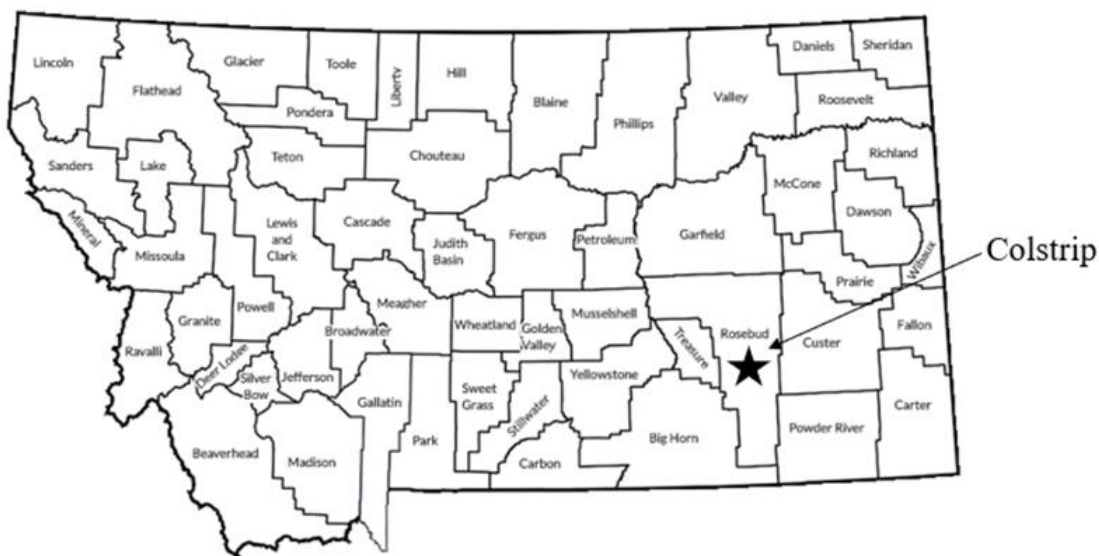 Lincoln
Flathead
Glacier
Toole
Liberty
Hill
Blaine
Phillips
Valley
Daniels
Sheridan
Roosevelt
Pondera
Teton
Chouteau
Richland
McCone
Dawson
Sanders
Lake
Mineral
Missoula
Lewis
and
Clark
Cascade
Judith
Basin
Fergus
Petroleum
Garfield
Wibaux
Prairie
Colstrip
Powell
Granite
Ravalli
Deer Lodee
Silver
Bow
Jefferson
Broadwater
Meagher
Wheatland
Golden
Valley
Musselshell
Treasure
Rosebud
Custer
Fallon
Gallatin
Park
Sweet
Grass
Stillwater
Yellowstone
Big Horn
Powder River
Carter
Beaverhead
Madison
Carbon